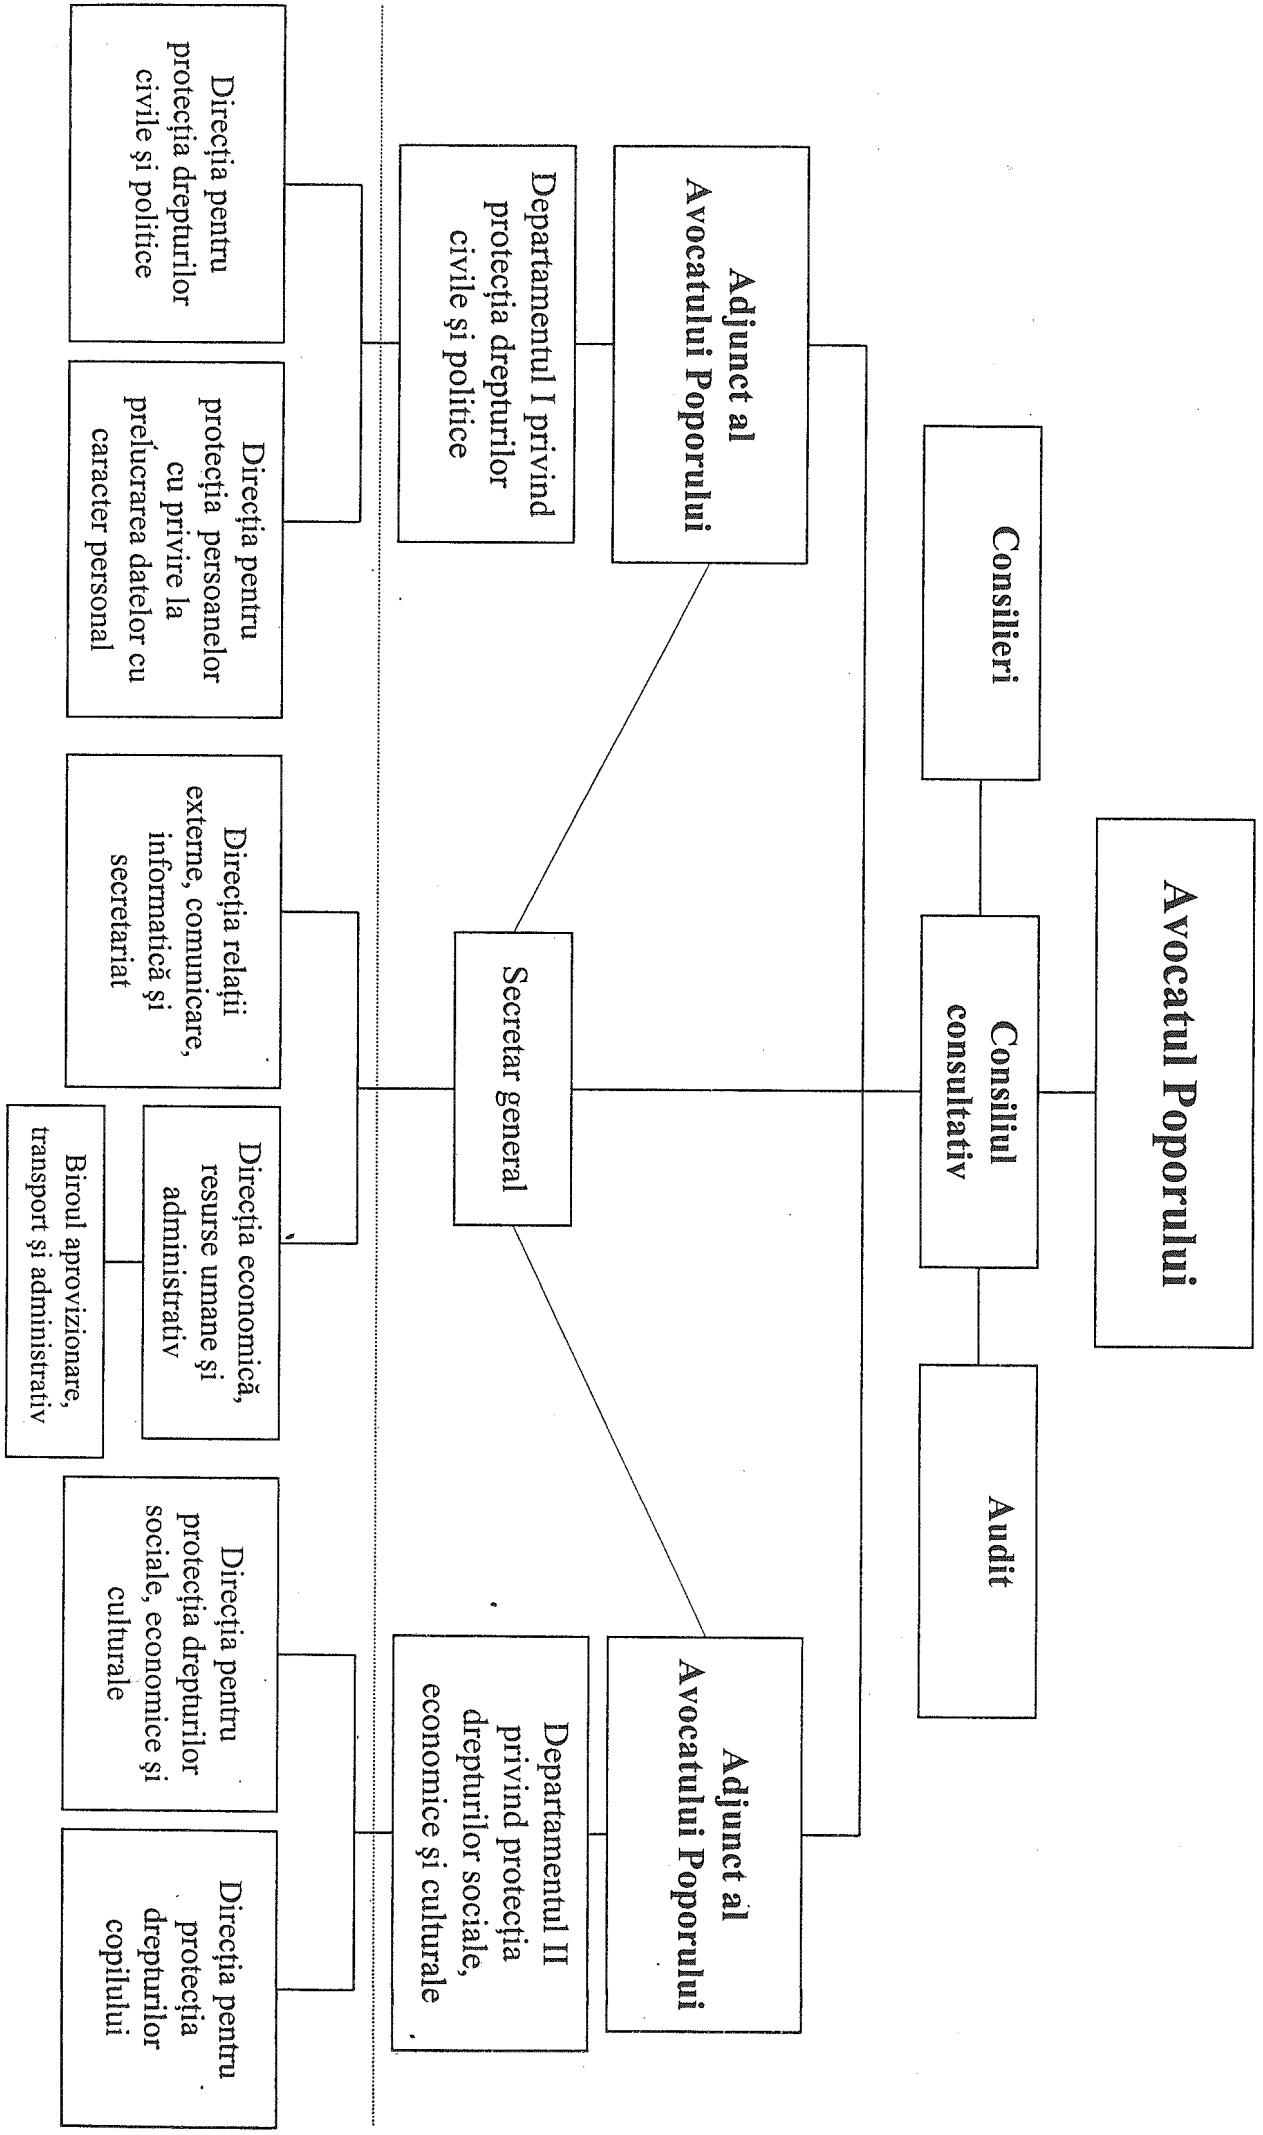 Avocatul Poporului
Consilieri
Consiliul
consultativ
Audit
Adjunct al
Avocatului Poporului
Adjunct al
Avocatului Poporului
Departamentul I privind
protecția drepturilor
civile și politice
Secretar general
Departamentul II
privind protecția
drepturilor sociale,
economice și culturale
Direcția pentru
protecția drepturilor
civile și politice
Direcția pentru
protecția persoanelor
cu privire la
prelucrarea datelor cu
caracter personal
Direcția relații
externe, comunicare,
informatică și
secretariat
Direcția economică,
resurse umane și
administrativ
Biroul aprovizionare,
transport și administrativ
Direcția pentru
protecția drepturilor
sociale, economice și
culturale
Direcția pentru
protecția
drepturilor
copilului